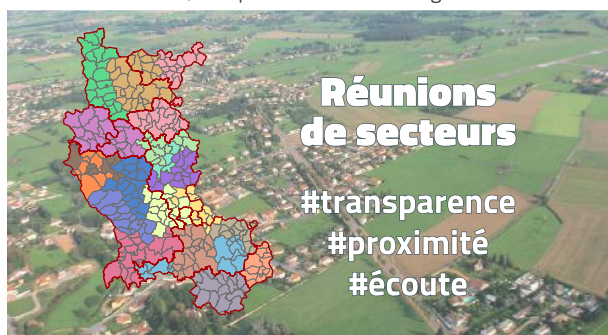 Réunions
de secteurs
#transparence
#proximité
#écoute